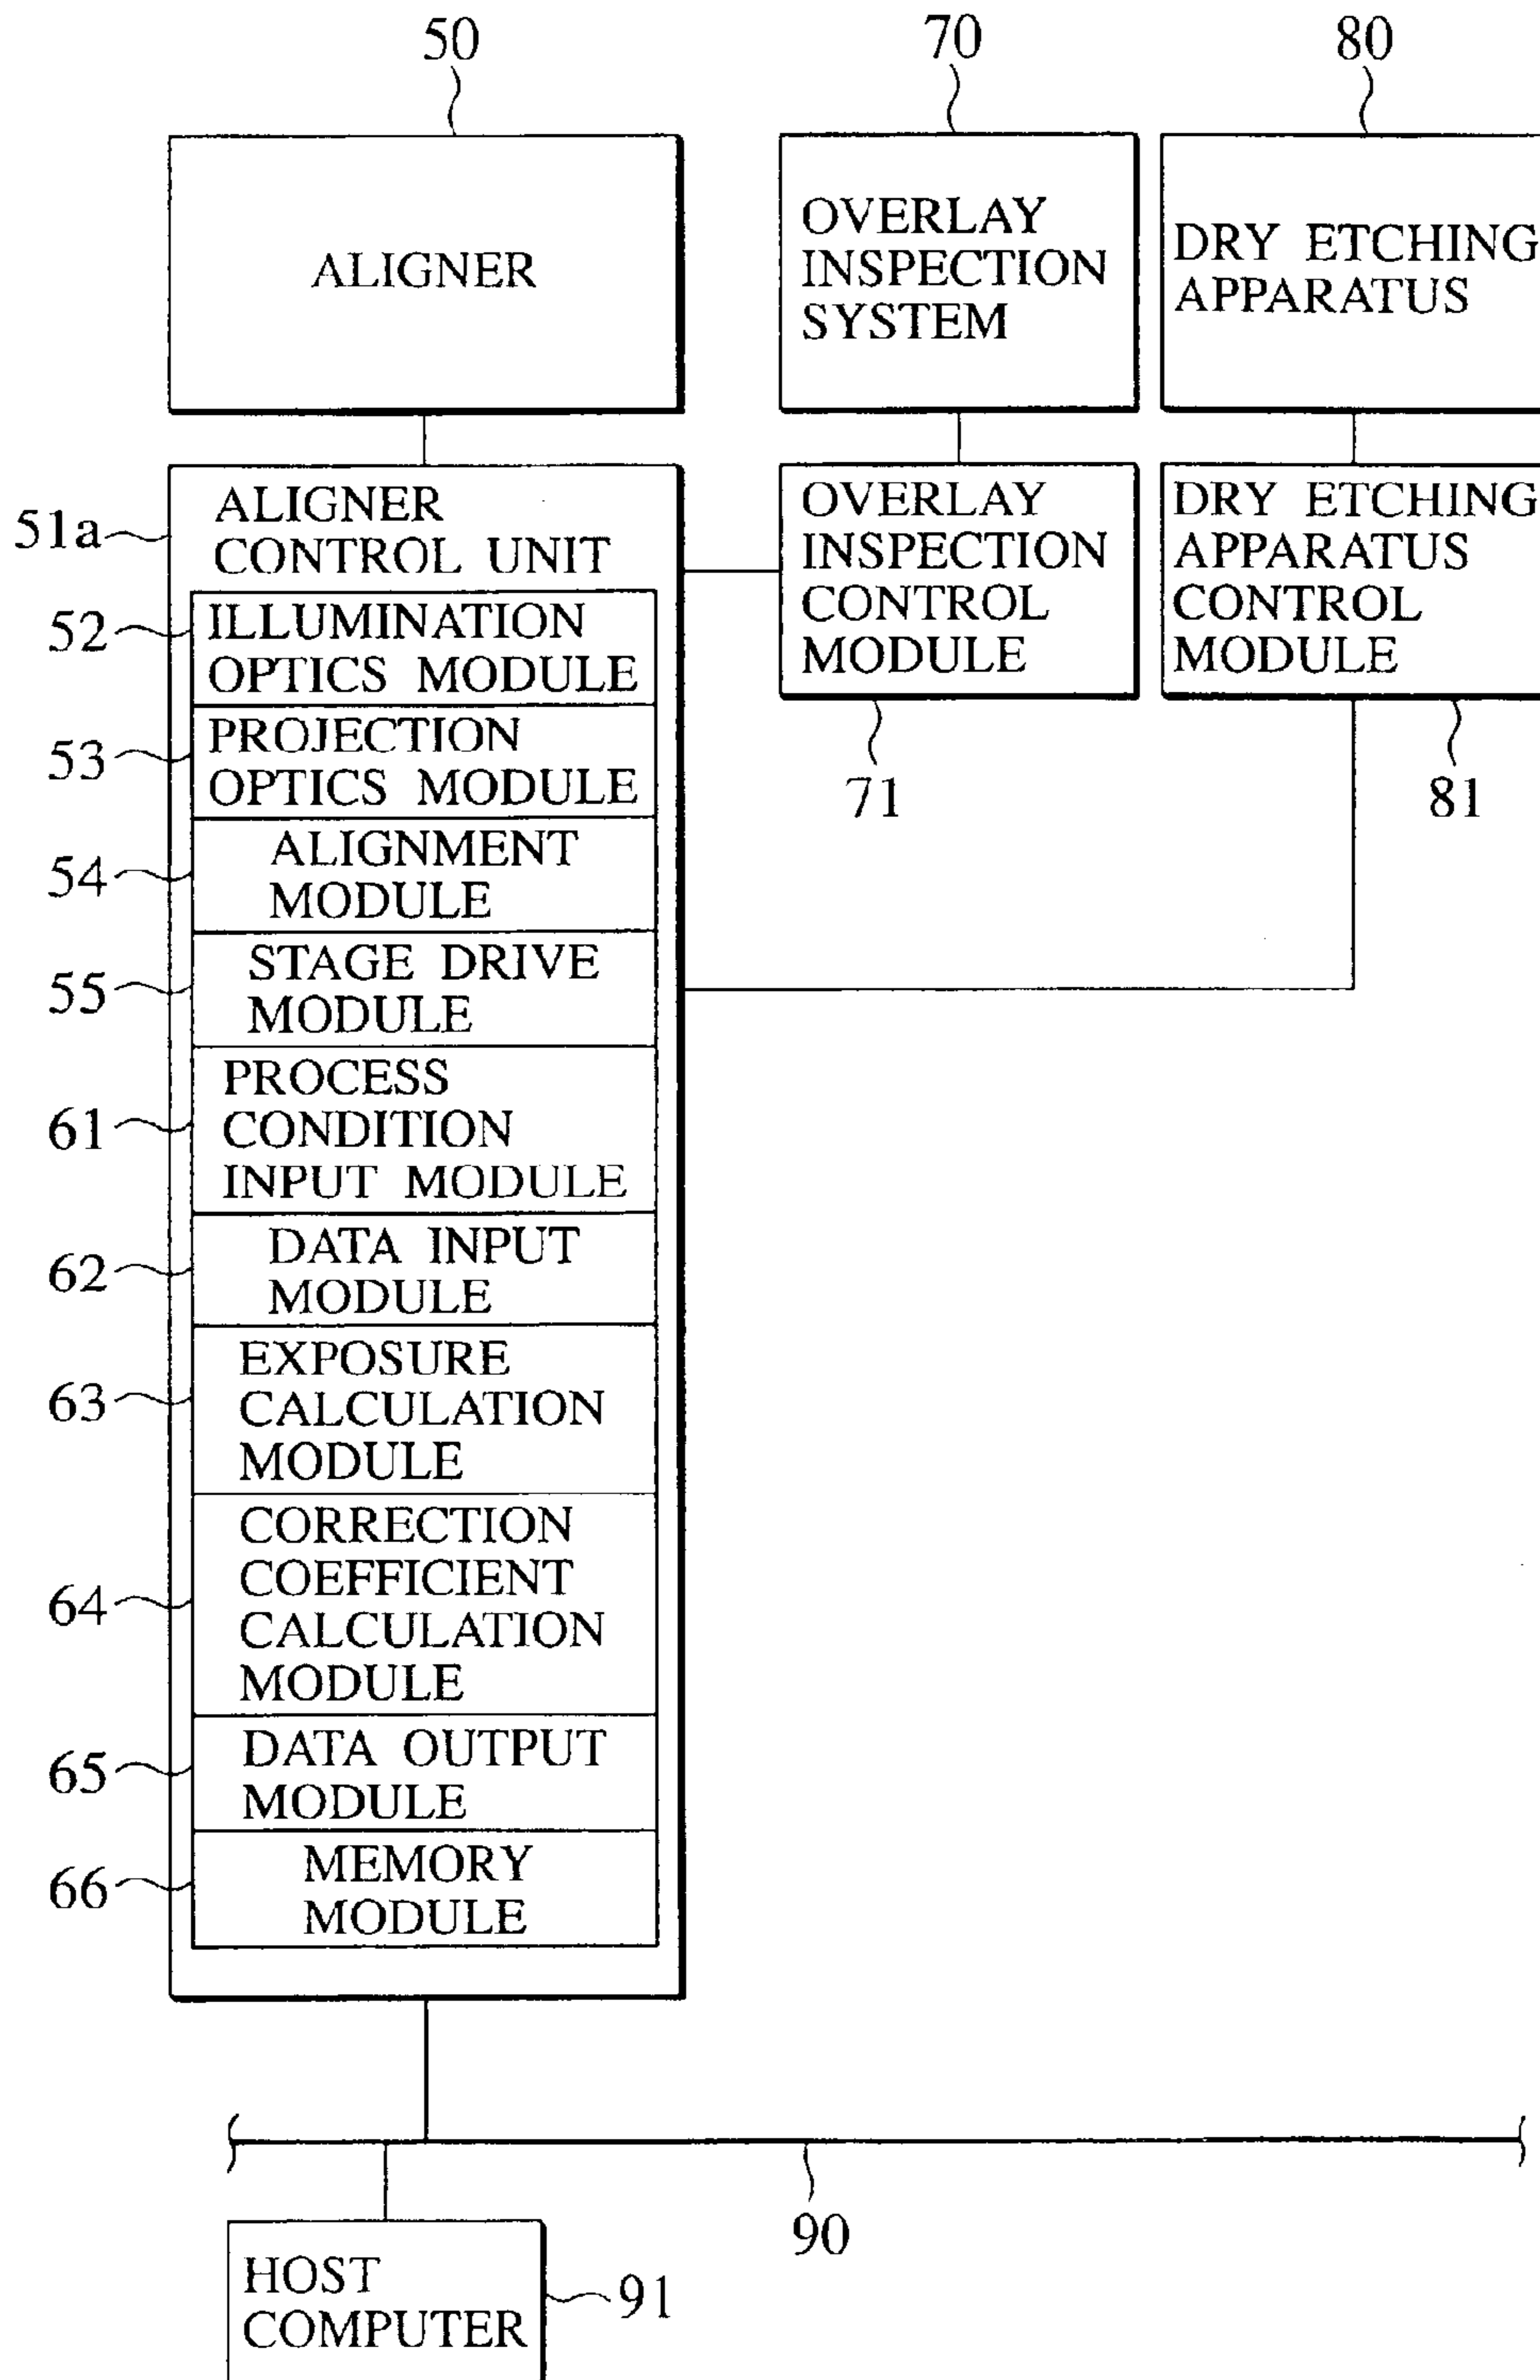 50
70
80
ALIGNER
OVERLAY
INSPECTION
SYSTEM
DRY ETCHING
APPARATUS
51a
ALIGNER
CONTROL UNIT
52
ILLUMINATION
OPTICS MODULE
53
PROJECTION
OPTICS MODULE
54
ALIGNMENT
MODULE
55
STAGE DRIVE
MODULE
61
PROCESS
CONDITION
INPUT MODULE
62
DATA INPUT
MODULE
63
EXPOSURE
CALCULATION
MODULE
64
CORRECTION
COEFFICIENT
CALCULATION
MODULE
65
DATA OUTPUT
MODULE
66
MEMORY
MODULE
OVERLAY
INSPECTION
CONTROL
MODULE
71
DRY ETCHING
APPARATUS
CONTROL
MODULE
81
90
HOST
COMPUTER
91